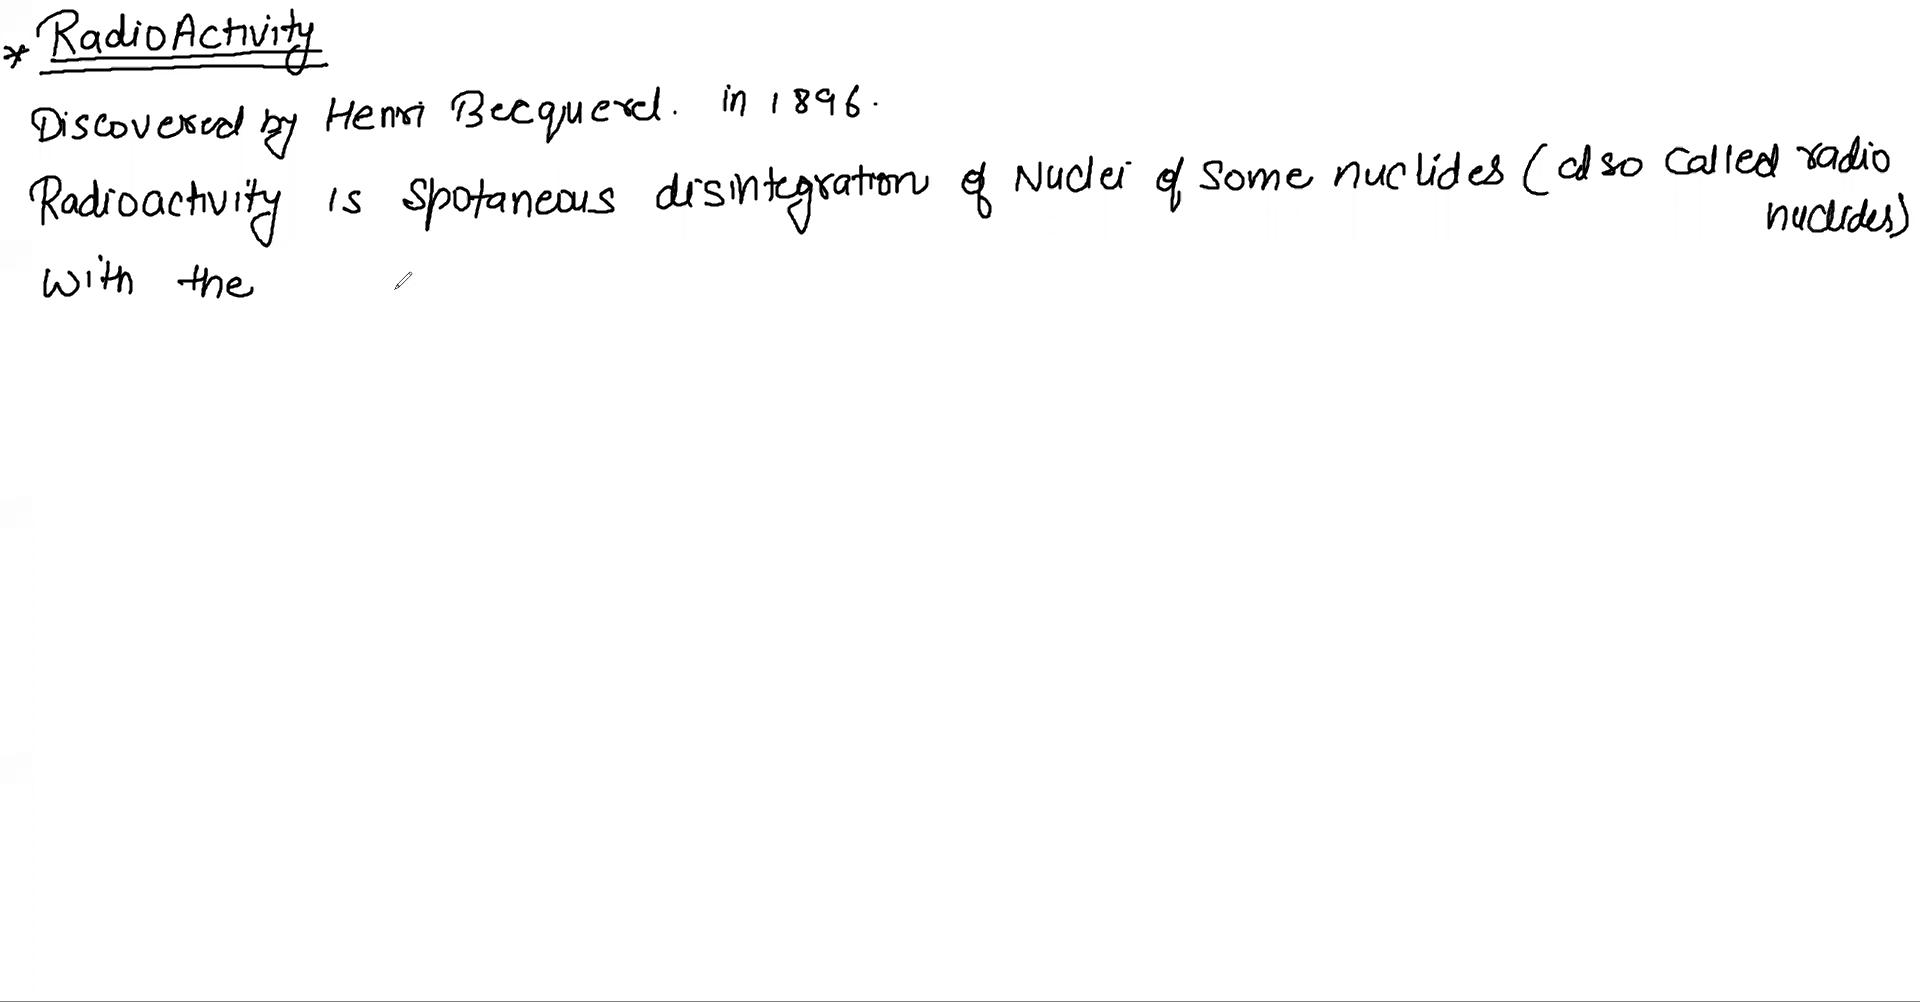 * RadioActivity
Discovered by Henri Becquerel. in 1896.
Radioactivity is Spotaneous disintegration of Nuclei of Some nuclides (also Called radio
nuclides)
With the